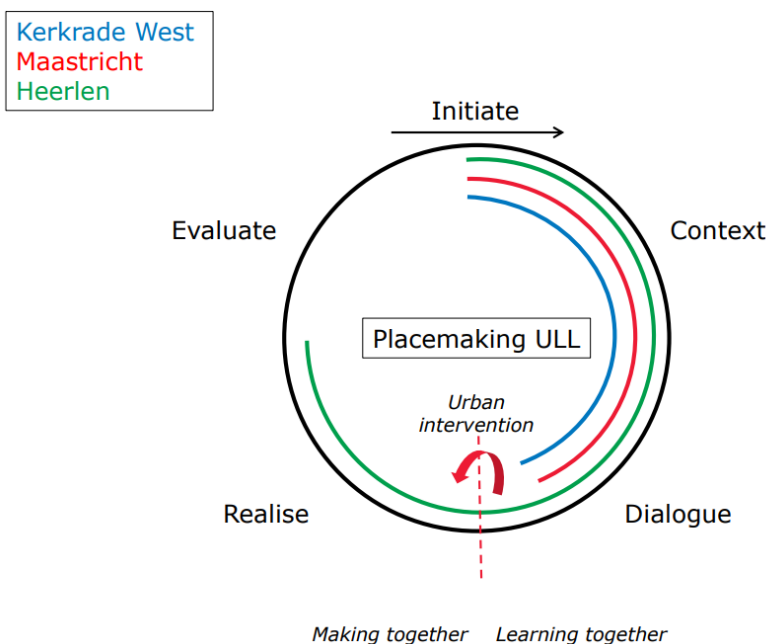 Kerkrade West
Maastricht
Heerlen
Initiate
Evaluate
Context
Placemaking ULL
Urban
intervention
Realise
Dialogue
Making together
Learning together